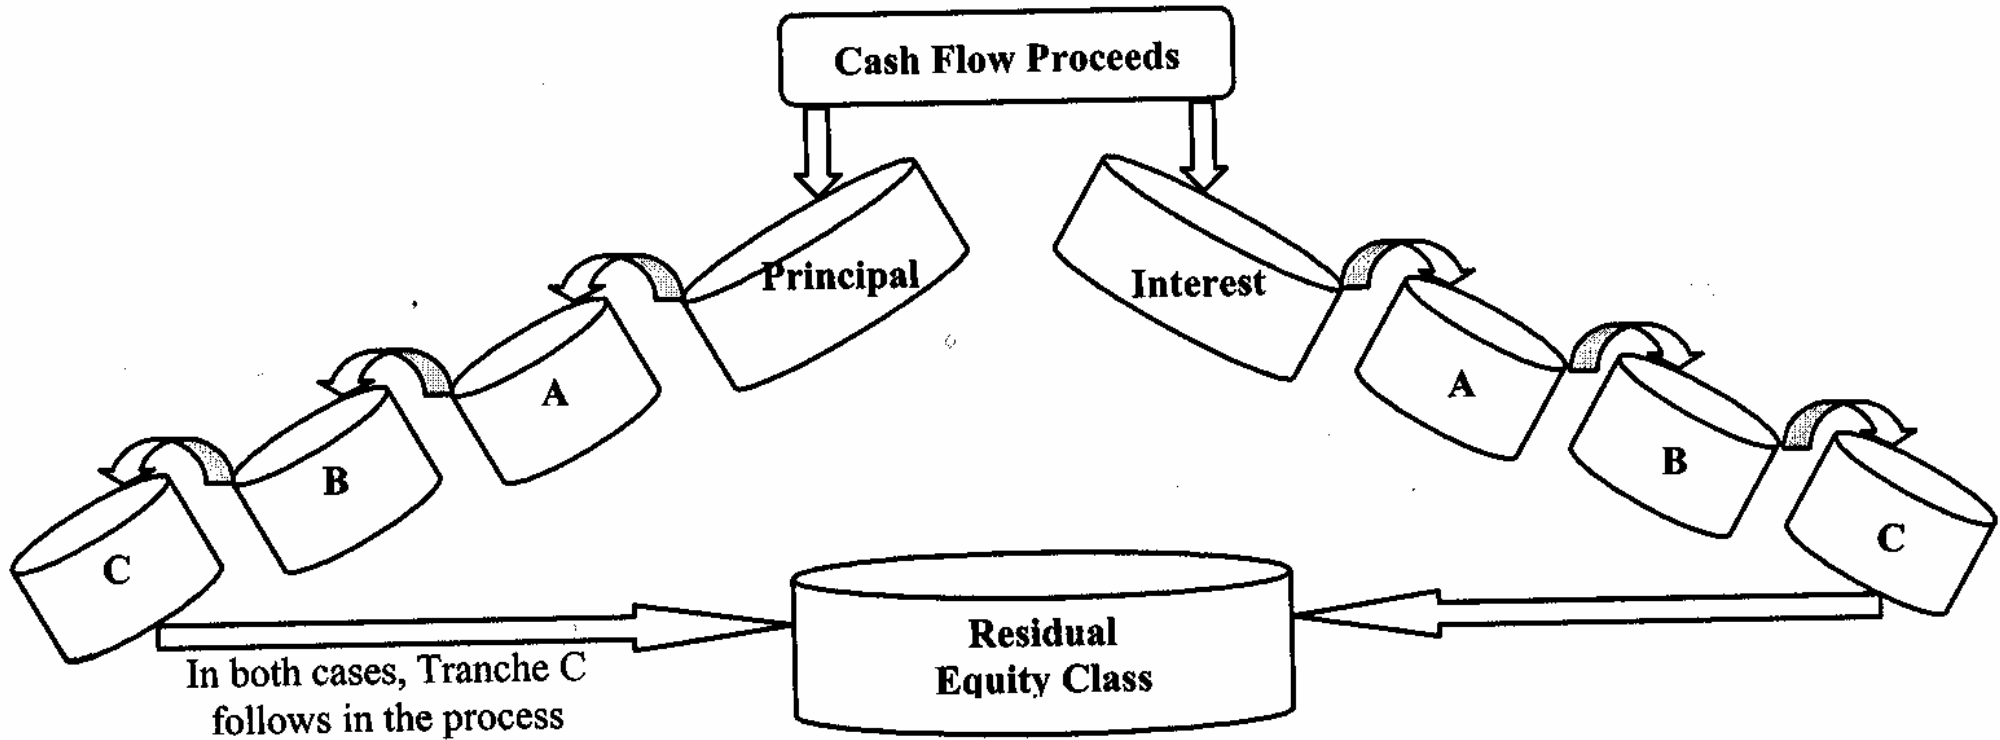 Cash Flow Proceeds
Principal
Interest
A
A
B
B
C
C
Residual
Equity Class
In both cases, Tranche C
follows in the process